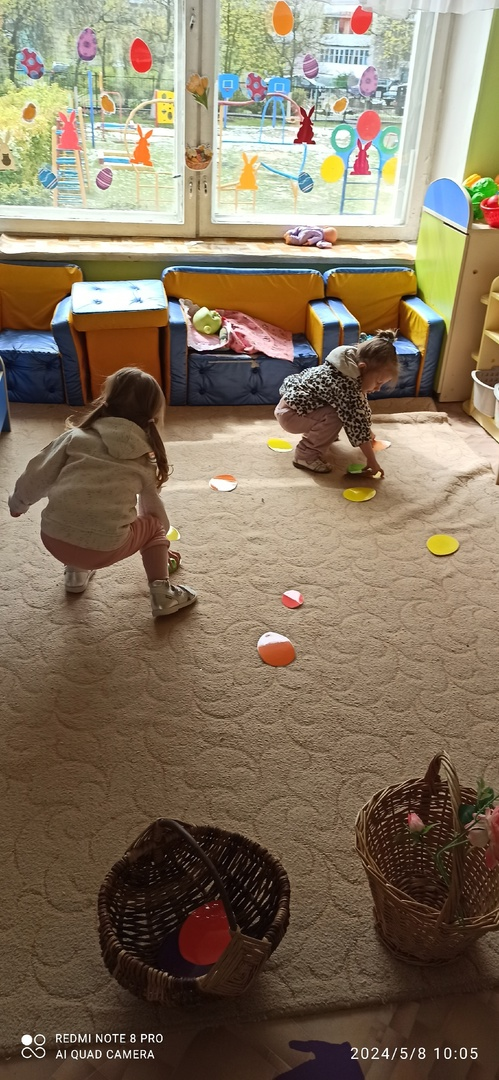 REDMI NOTE 8 PRO
AI QUAD CAMERA
2024/5/8 10:05